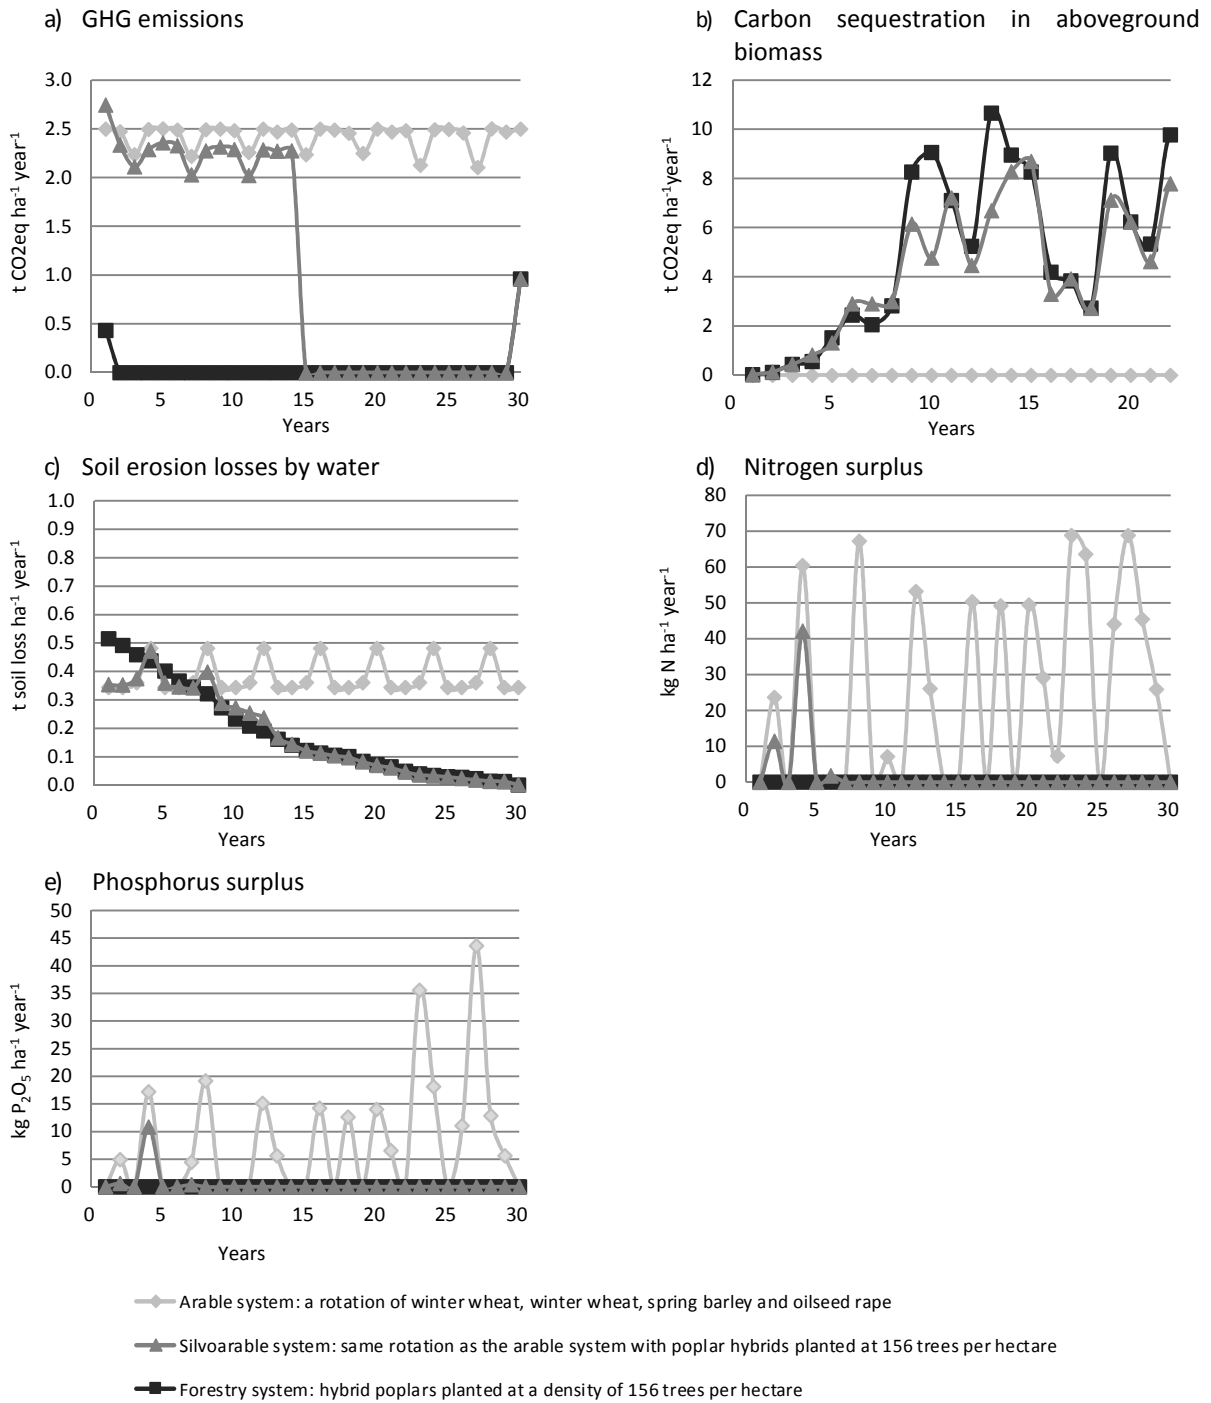 a) GHG emissions
3.0
2.5
2.0
1.5
1.0
0.5
0.0
t CO2eq ha-1 year-1
0 5 10 15 20 25 30
Years
b) Carbon sequestration in aboveground
biomass
12
10
8
6
4
2
0
t CO2eq ha-1year-1
0 5 10 15 20
Years
c) Soil erosion losses by water
1.0
0.9
0.8
0.7
0.6
0.5
0.4
0.3
0.2
0.1
0.0
t soil loss ha-1 year-1
0 5 10 15 20 25 30
Years
d) Nitrogen surplus
80
70
60
50
40
30
20
10
0
kg N ha-1 year-1
0 5 10 15 20 25 30
Years
e) Phosphorus surplus
50
45
40
35
30
25
20
15
10
5
0
kg P2O5 ha-1 year-1
0 5 10 15 20 25 30
Years
Arable system: a rotation of winter wheat, winter wheat, spring barley and oilseed rape
Silvoarable system: same rotation as the arable system with poplar hybrids planted at 156 trees per hectare
Forestry system: hybrid poplars planted at a density of 156 trees per hectare